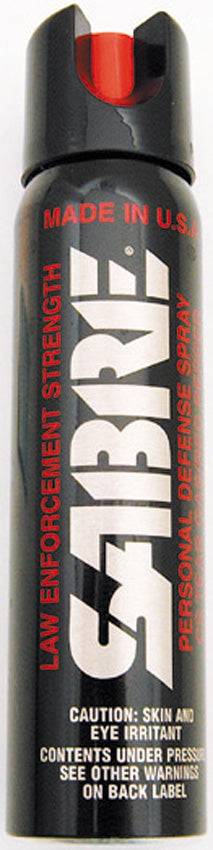 MADE IN U.S.
LAW ENFORCEMENT STRENGTH
SABRE®
PERSONAL DEFENSE SPRAY
CAUTION: SKIN AND
EYE IRRITANT
CONTENTS UNDER PRESSURE
SEE OTHER WARNINGS
ON BACK LABEL